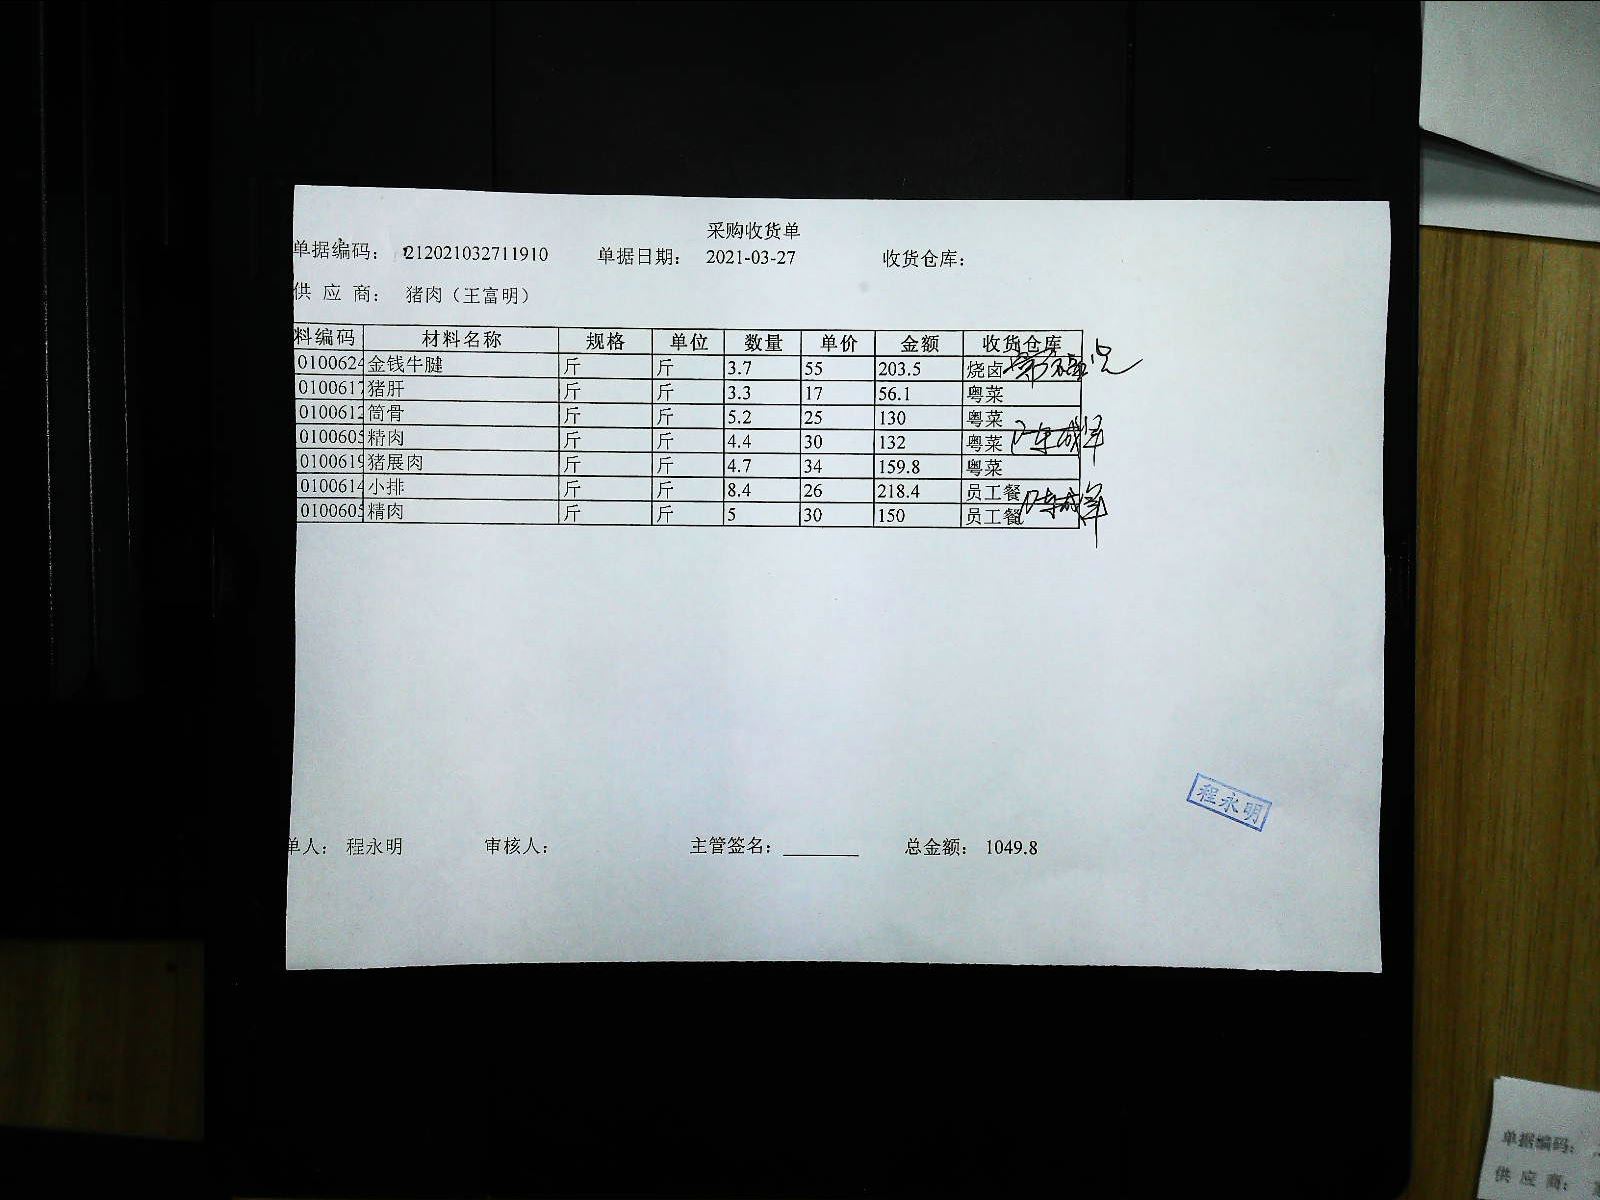 采购收货单
单据编码： 212021032711910 单据日期： 2021-03-27 收货仓库：
供 应 商： 猪肉（王富明）
料编码 材料名称 规格 单位 数量 单价 金额 收货仓库
0100624 金钱牛腱 斤 斤 3.7 55 203.5 烧卤
0100617 猪肝 斤 斤 3.3 17 56.1 粤菜
0100612 筒骨 斤 斤 5.2 25 130 粤菜
0100605 精肉 斤 斤 4.4 30 132 粤菜
0100619 猪展肉 斤 斤 4.7 34 159.8 粤菜
0100614 小排 斤 斤 8.4 26 218.4 员工餐
0100605 精肉 斤 斤 5 30 150 员工餐
程永明
单人： 程永明 审核人： 主管签名： 总金额： 1049.8
单据编码：
供 应 商：